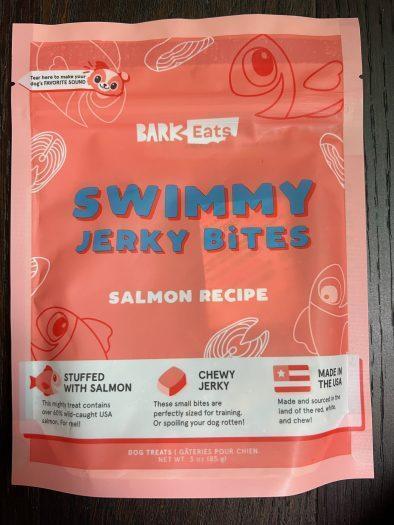 Tear here to make your
dog's FAVORITE SOUND
BARK Eats
SWIMMY
JERKY BiTES
SALMON RECIPE
STUFFED
WITH SALMON
This mighty treat contains
over 60% wild-caught USA
salmon. For reel!
CHEWY
JERKY
These small bites are
perfectly sized for training.
Or spoiling your dog rotten!
MADE IN
THE USA
Made and sourced in the
land of the red, white,
and chew!
DOG TREATS | GÂTERIES POUR CHIEN
NET WT. 3 oz (85 g)